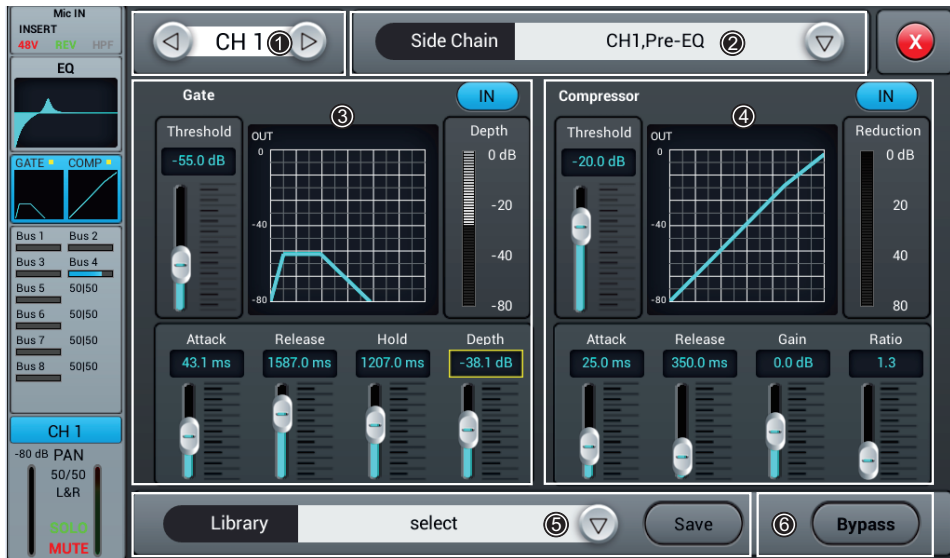 Mic IN
INSERT
48V REV HPF
EQ
GATE COMP
Bus 1 Bus 2
Bus 3 Bus 4
Bus 5 50|50
Bus 6 50|50
Bus 7 50|50
Bus 8 50|50
CH 1
-80 dB PAN
50/50
L&R
SOLO
MUTE
CH 1 ①
Side Chain CH1,Pre-EQ ②
X
Gate IN
③
Threshold
-55.0 dB
OUT
0
-40
-80
Depth
0 dB
-20
-40
-80
Attack Release Hold Depth
43.1 ms 1587.0 ms 1207.0 ms -38.1 dB
Compressor IN
④
Threshold
-20.0 dB
OUT
0
-40
-80
Reduction
0 dB
20
40
80
Attack Release Gain Ratio
25.0 ms 350.0 ms 0.0 dB 1.3
Library select ⑤ Save
⑥ Bypass